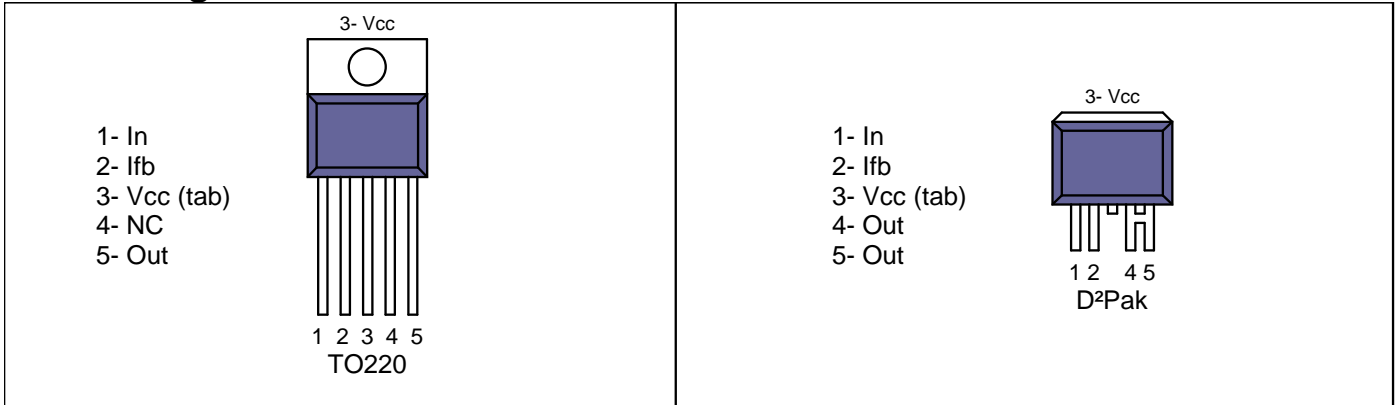 3- Vcc
1- In
2- Ifb
3- Vcc (tab)
4- NC
5- Out
1 2 3 4 5
TO220
3- Vcc
1- In
2- Ifb
3- Vcc (tab)
4- Out
5- Out
1 2 4 5
D²Pak